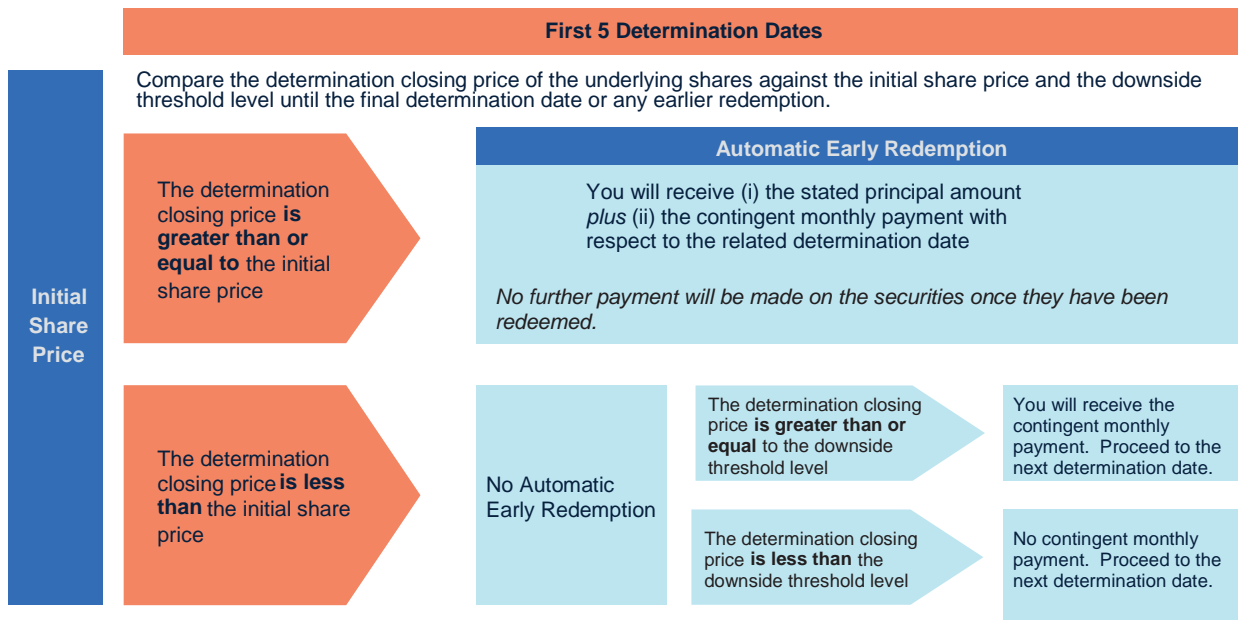 First 5 Determination Dates
Compare the determination closing price of the underlying shares against the initial share price and the downside
threshold level until the final determination date or any earlier redemption.
Initial
Share
Price
The determination
closing price is
greater than or
equal to the initial
share price
Automatic Early Redemption
You will receive (i) the stated principal amount
plus (ii) the contingent monthly payment with
respect to the related determination date
No further payment will be made on the securities once they have been
redeemed.
The determination
closing price is less
than the initial share
price
No Automatic
Early Redemption
The determination closing
price is greater than or
equal to the downside
threshold level
You will receive the
contingent monthly
payment.  Proceed to the
next determination date.
The determination closing
price is less than the
downside threshold level
No contingent monthly
payment.  Proceed to the
next determination date.